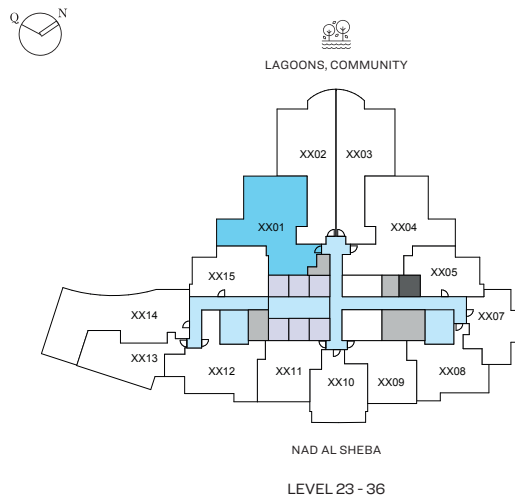 Q N
LAGOONS, COMMUNITY
XX02 XX03
XX01 XX04
XX15 XX05
XX14 XX07
XX13 XX12 XX11 XX10 XX09 XX08
NAD AL SHEBA
LEVEL 23 - 36